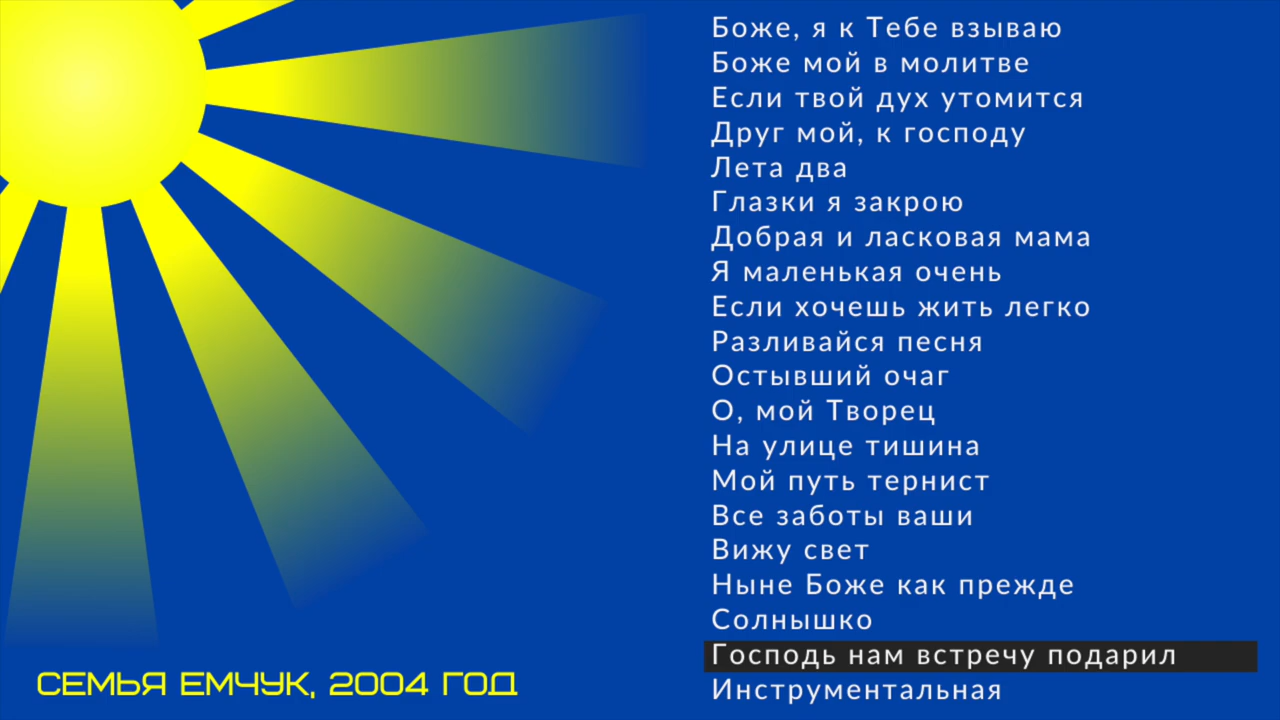 Боже, я к Тебе взываю
Боже мой в молитве
Если твой дух утомится
Друг мой, к господу
Лета два
Глазки я закрою
Добрая и ласковая мама
Я маленькая очень
Если хочешь жить легко
Разливайся песня
Остывший очаг
О, мой Творец
На улице тишина
Мой путь тернист
Все заботы ваши
Вижу свет
Ныне Боже как прежде
Солнышко
Господь нам встречу подарил
Инструментальная
СЕМЬЯ ЕМЧУК, 2004 ГОД